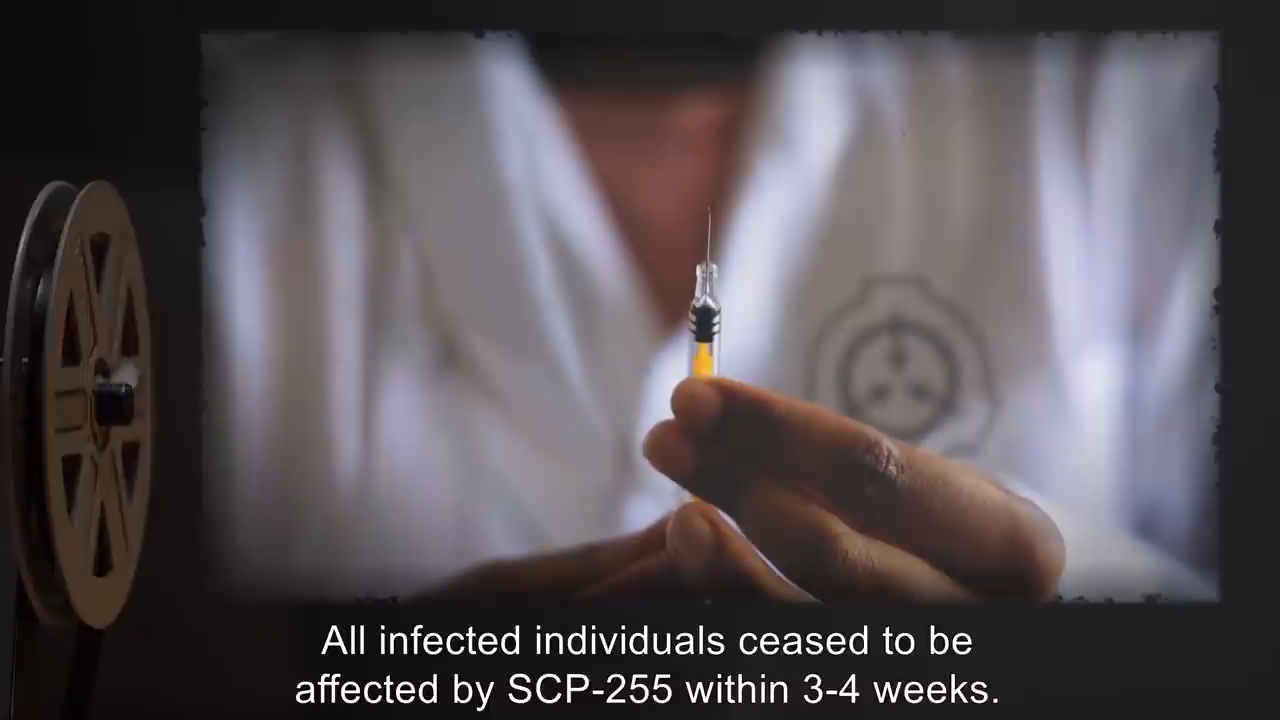 All infected individuals ceased to be
affected by SCP-255 within 3-4 weeks.